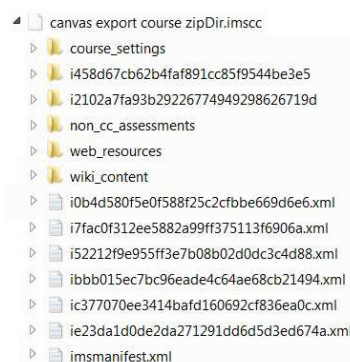 canvas export course zipDir.imscc
course_settings
i458d67cb62b4faf891cc85f9544be3e5
i2102a7fa93b29226774949298626719d
non_cc_assessments
web_resources
wiki_content
i0b4d580f5e0f588f25c2cfbbe669d6e6.xml
i7fac0f312ee5882a99ff375113f6906a.xml
i52212f9e955ff3e7b08b02d0dc3c4d88.xml
ibbb015ec7bc96eade4c64ae68cb21494.xml
ic377070ee3414bafd160692cf836ea0c.xml
ie23da1d0de2da271291dd6d5d3ed674a.xml
imsmanifest.xml